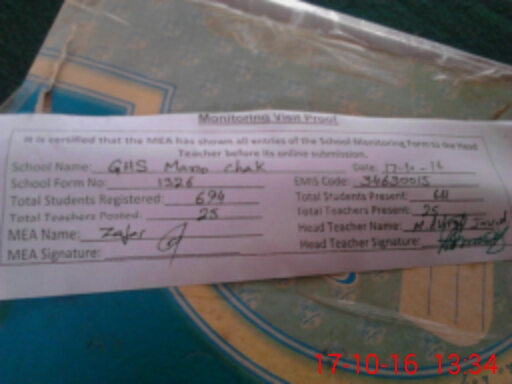 Monitoring Visit Proof
It is certified that the MEA has shown all entries of the School Monitoring Form to the Head
Teacher before its online submission.
School Name: GHS Mano Chak Date: 17-10-16
School Form No: 1326 EMIS Code: 34630015
Total Students Registered: 694 Total Students Present:
Total Teachers Posted: 25 Total Teachers Present: 25
MEA Name: Zafar Head Teacher Name: Javid
MEA Signature: Head Teacher Signature:
17-10-16 13:34